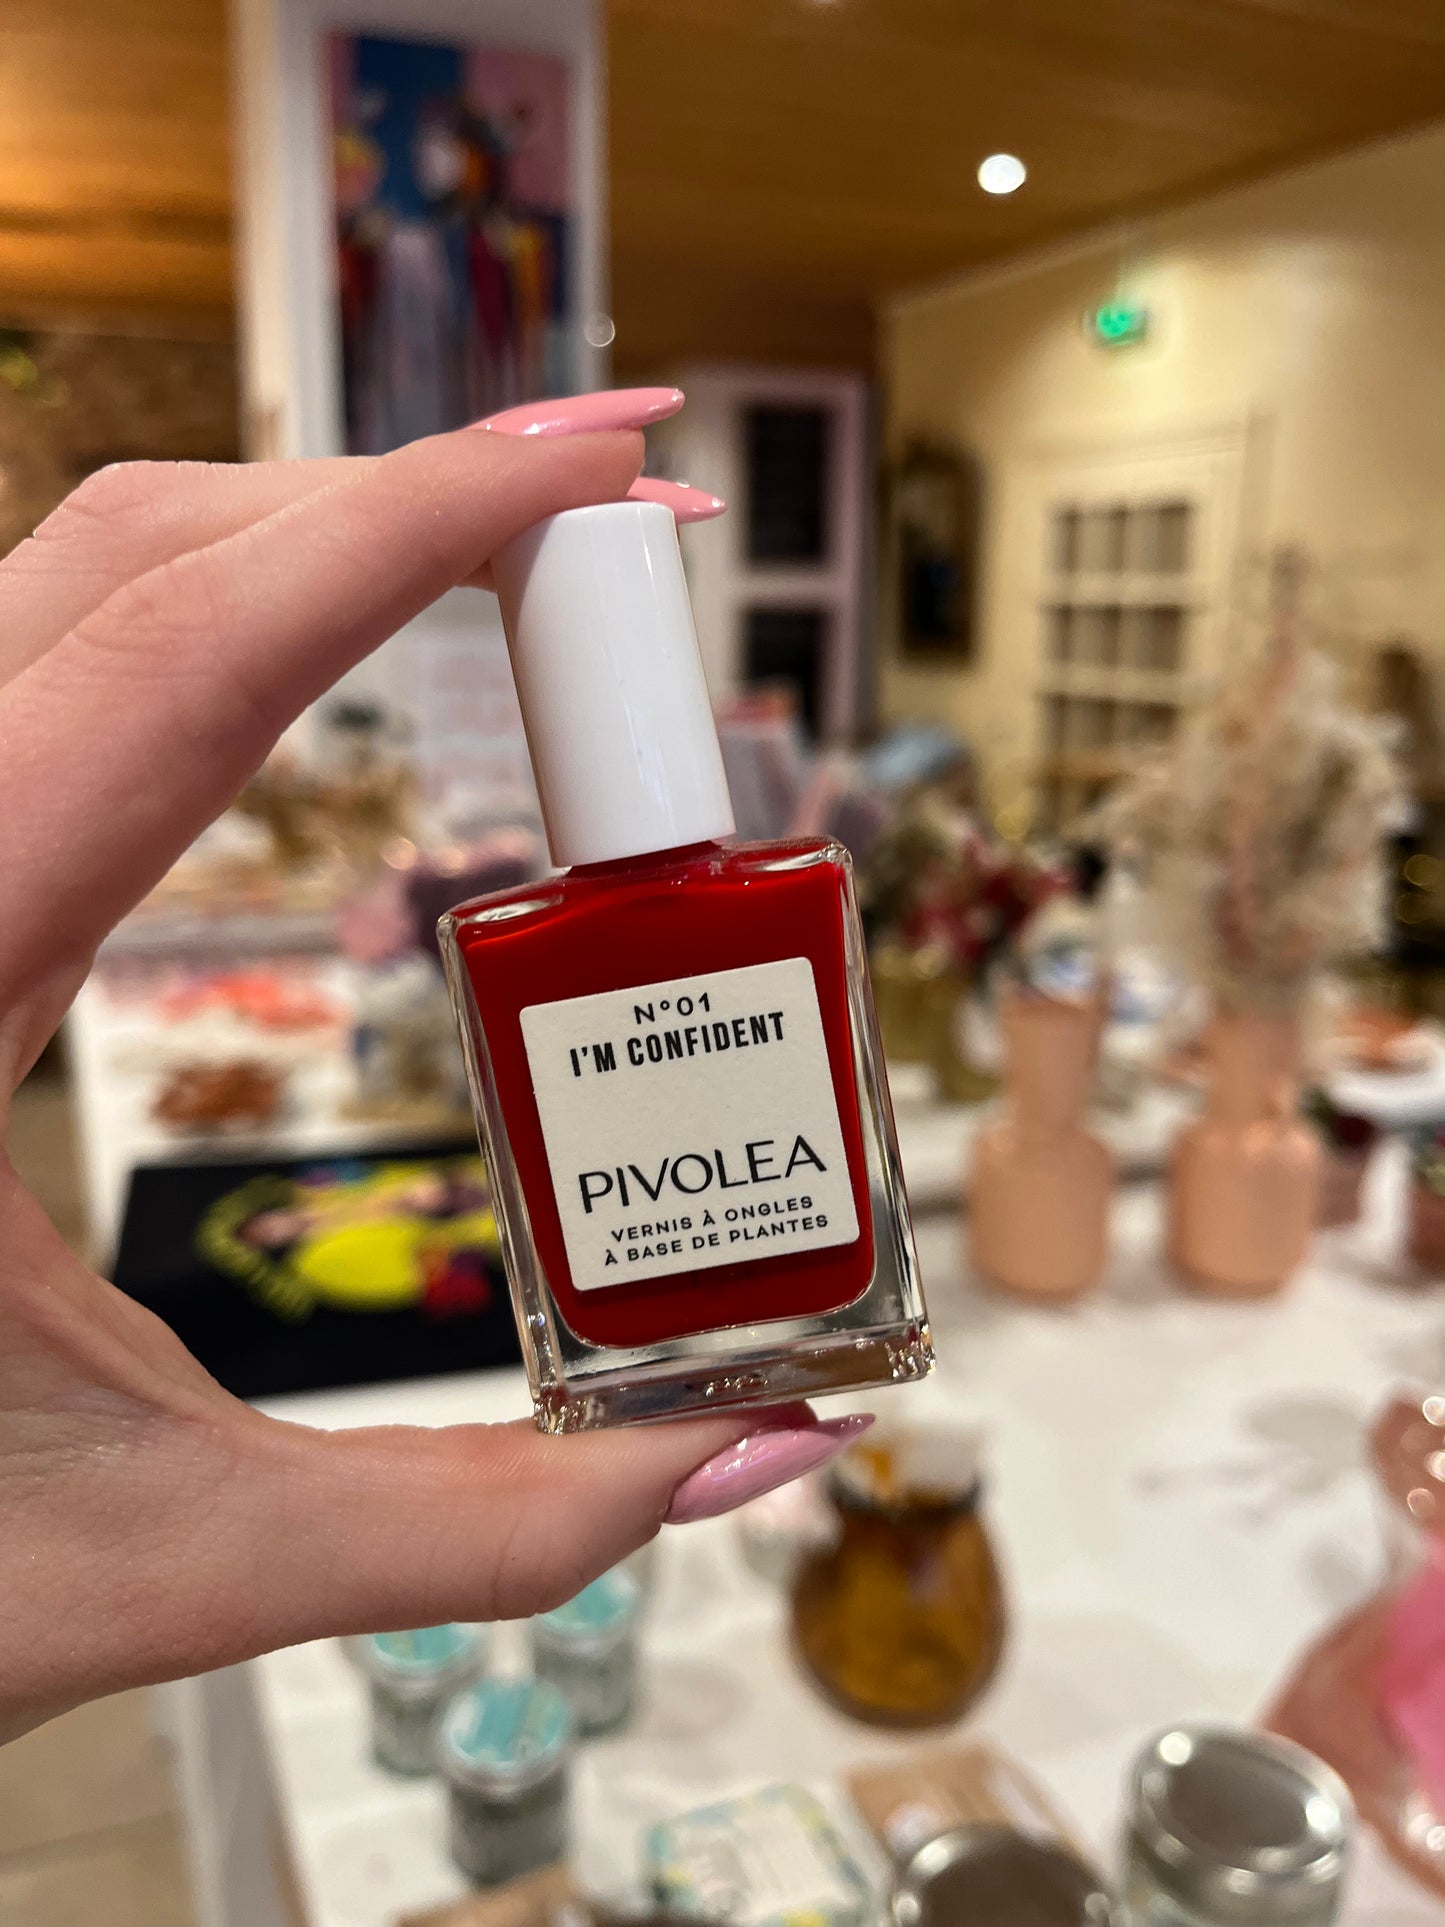 N°01
I'M CONFIDENT
PIVOLEA
VERNIS À ONGLES
À BASE DE PLANTES